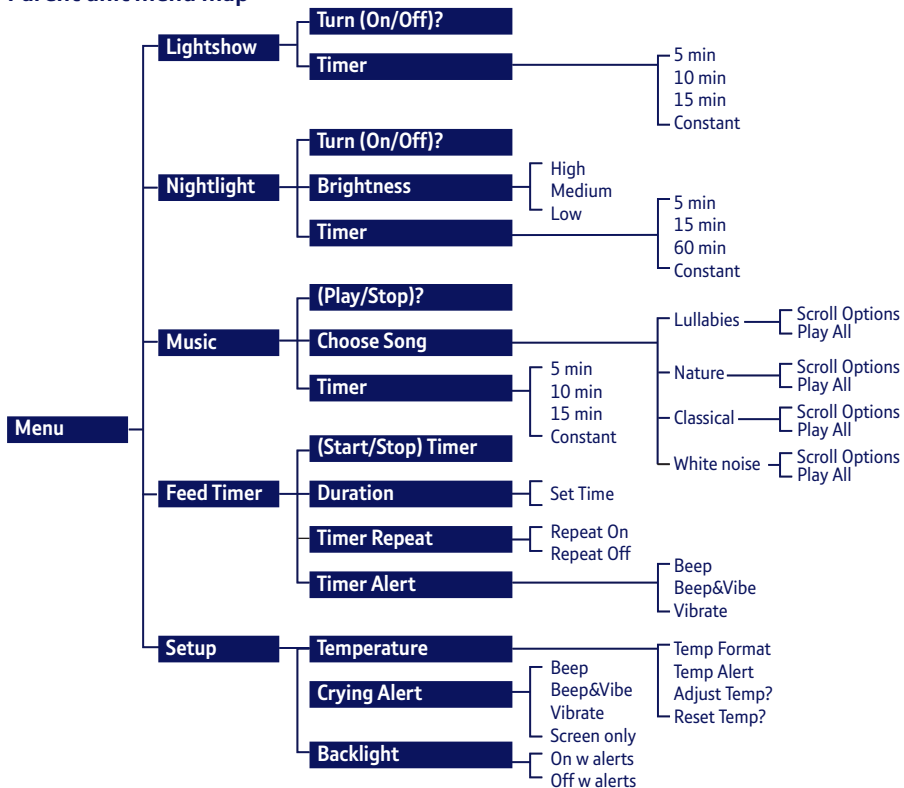 Parent unit menu map
Turn (On/Off)?
Lightshow
Timer
5 min
10 min
15 min
Constant
Turn (On/Off)?
Nightlight
Brightness
High
Medium
Low
Timer
5 min
15 min
60 min
Constant
(Play/Stop)?
Music
Choose Song
Lullabies
Scroll Options
Play All
Nature
Scroll Options
Play All
Classical
Scroll Options
Play All
White noise
Scroll Options
Play All
Timer
5 min
10 min
15 min
Constant
Menu
(Start/Stop) Timer
Feed Timer
Duration
Set Time
Timer Repeat
Repeat On
Repeat Off
Timer Alert
Beep
Beep&Vibe
Vibrate
Setup
Temperature
Temp Format
Temp Alert
Adjust Temp?
Reset Temp?
Crying Alert
Beep
Beep&Vibe
Vibrate
Screen only
Backlight
On w alerts
Off w alerts